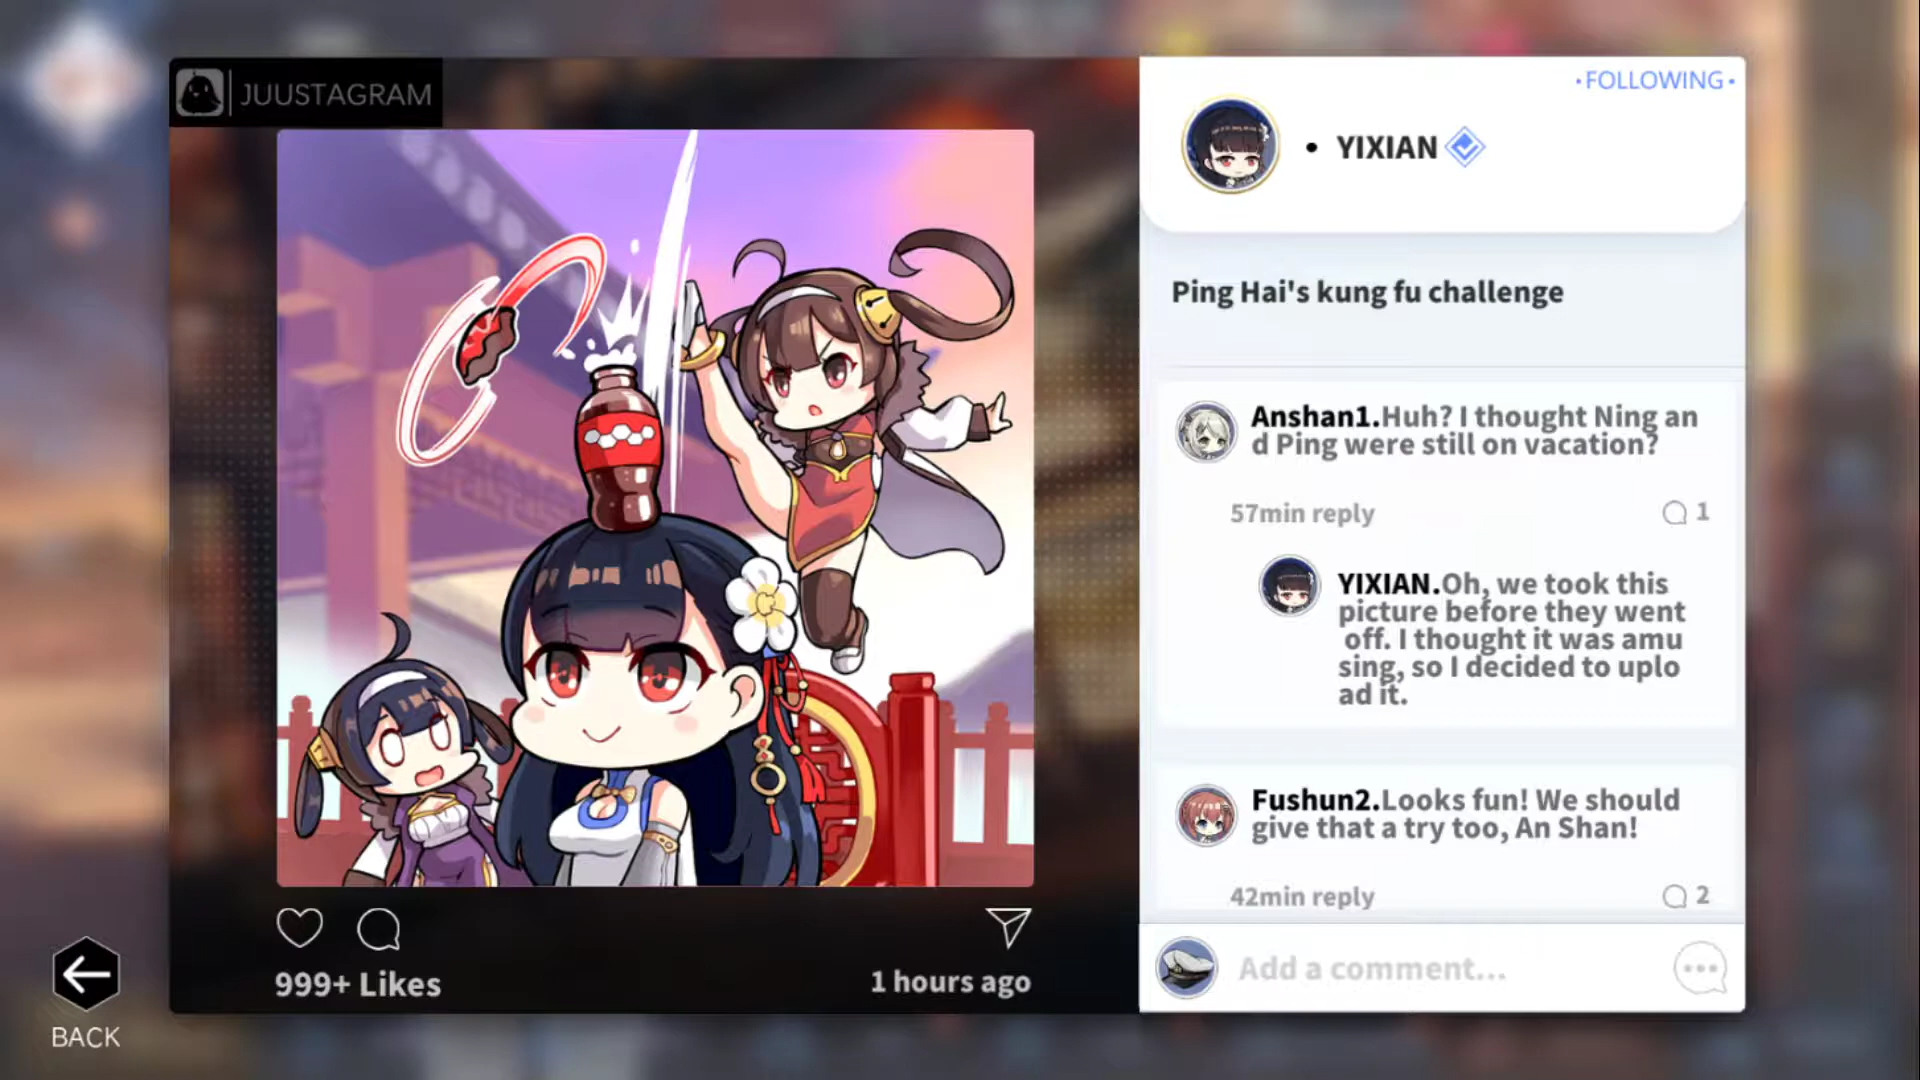 JUUSTAGRAM
•FOLLOWING•
• YIXIAN
Ping Hai's kung fu challenge
Anshan1.Huh? I thought Ning an
d Ping were still on vacation?
57min reply
1
YIXIAN.Oh, we took this
picture before they went
off. I thought it was amu
sing, so I decided to uplo
ad it.
Fushun2.Looks fun! We should
give that a try too, An Shan!
42min reply
2
999+ Likes
1 hours ago
Add a comment...
BACK